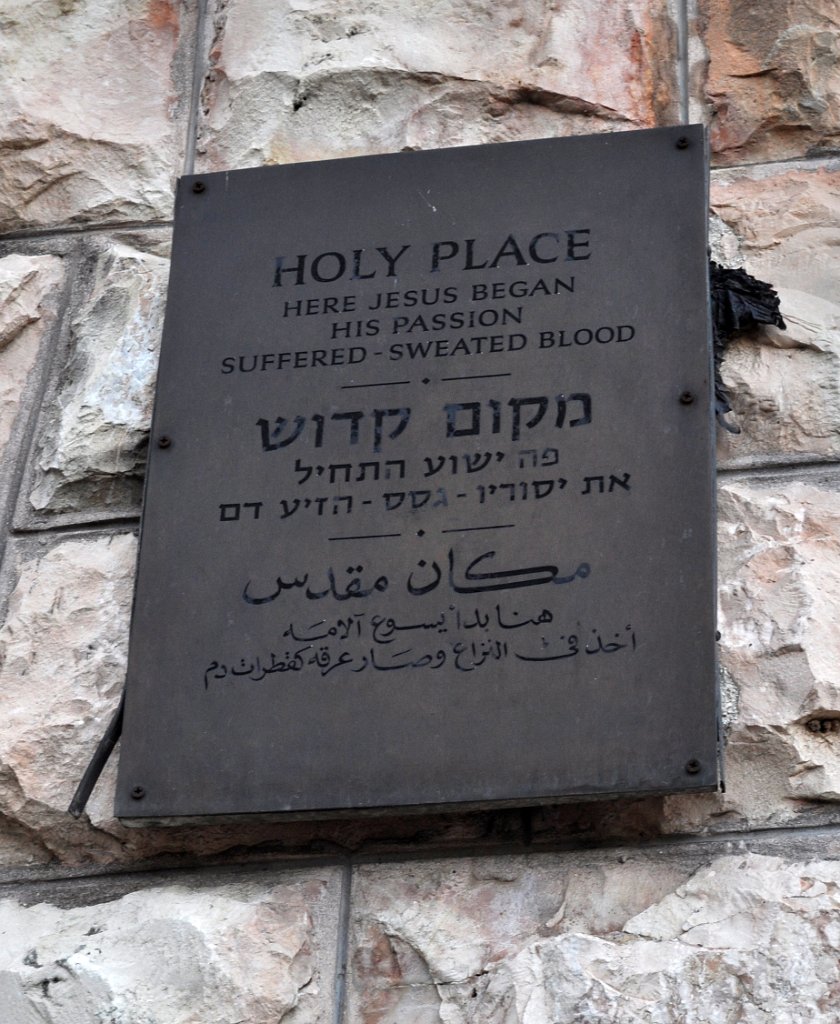 HOLY PLACE
HERE JESUS BEGAN
HIS PASSION
SUFFERED - SWEATED BLOOD
מקום קדוש
פה ישוע התחיל
את יסוריו - גסס - הזיע דם
مكان مقدس
هنا بدأ يسوع آلامه
أخذ في النزاع وصار عرقه كقطرات دم